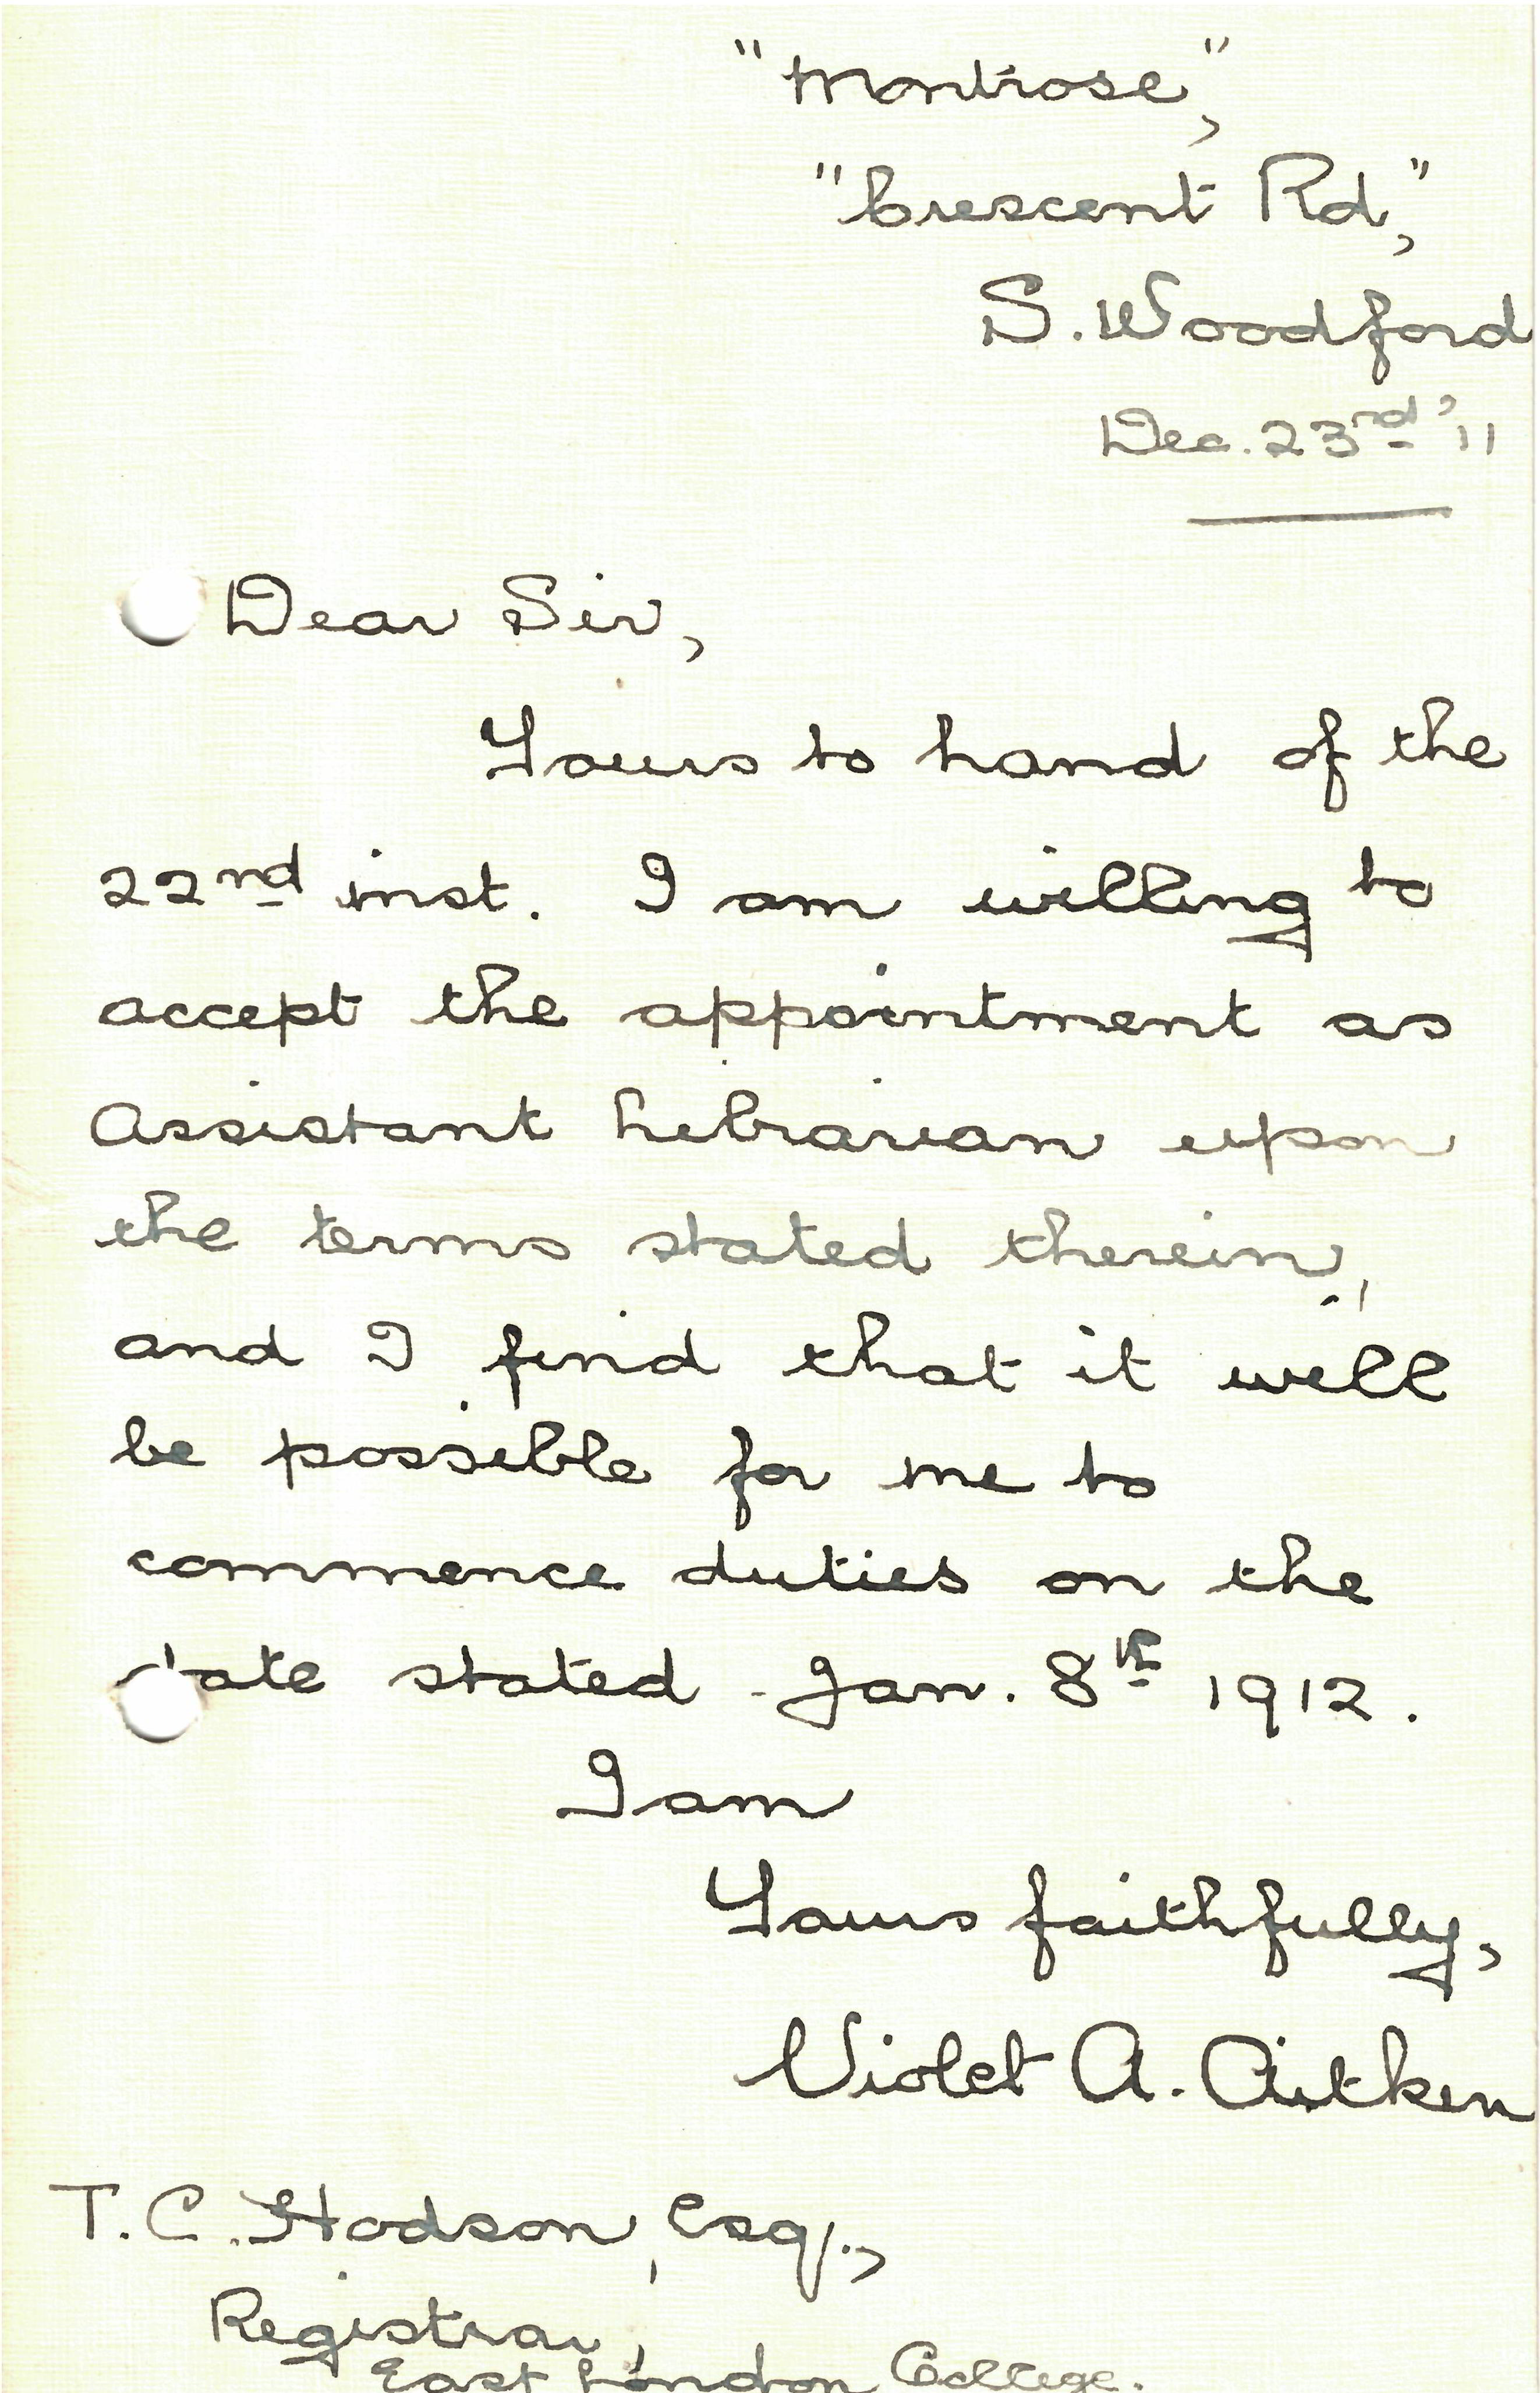 "Montrose,"
"Crescent Rd,"
S. Woodford
Dec. 23rd '11
Dear Sir,
Yours to hand of the
22nd inst. I am willing to
accept the appointment as
Assistant Librarian upon
the terms stated therein,
and I find that it will
be possible for me to
commence duties on the
date stated - Jan. 8th 1912.
I am
Yours faithfully,
Violet A. Aitken
T. C. Hodson, Esq.,
Registrar,
East London College.